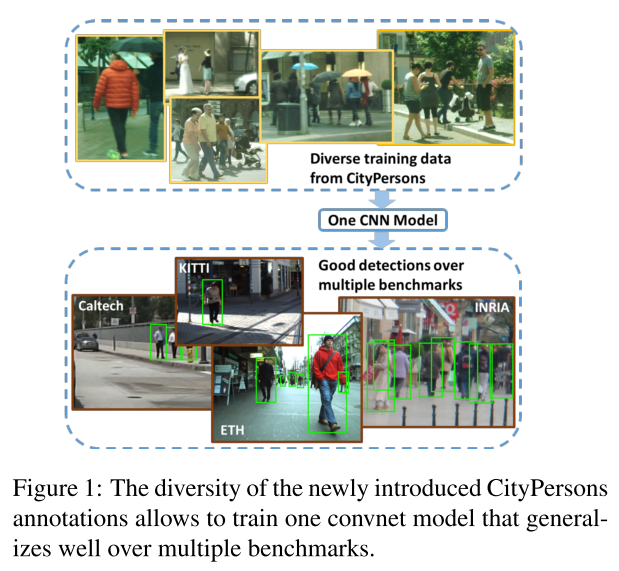 Diverse training data
from CityPersons
One CNN Model
Good detections over
multiple benchmarks
KITTI
Caltech
INRIA
ETH
Figure 1: The diversity of the newly introduced CityPersons
annotations allows to train one convnet model that general-
izes well over multiple benchmarks.